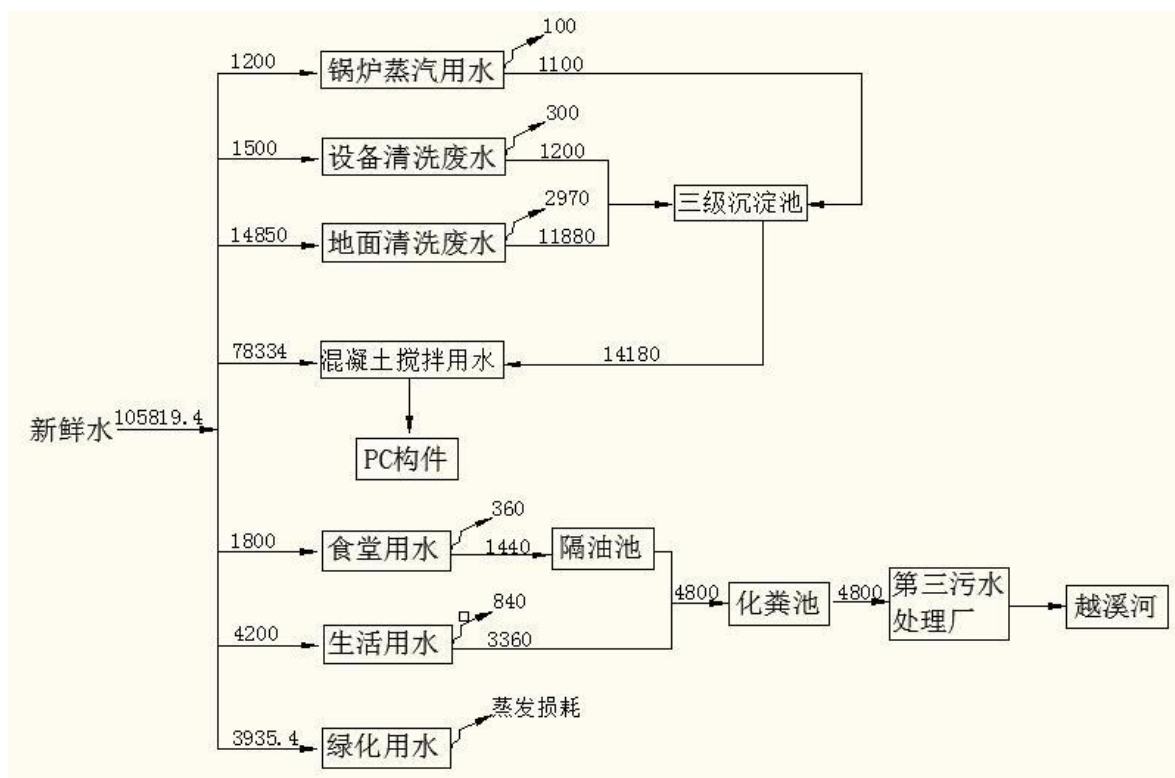 100
1200
锅炉蒸汽用水
1100
300
1500
设备清洗废水
1200
2970
三级沉淀池
14850
地面清洗废水
11880
78334
混凝土搅拌用水
14180
新鲜水
105819.4
PC构件
360
1800
食堂用水
1440
隔油池
840
4800
化粪池
4800
第三污水
处理厂
越溪河
4200
生活用水
3360
蒸发损耗
3935.4
绿化用水